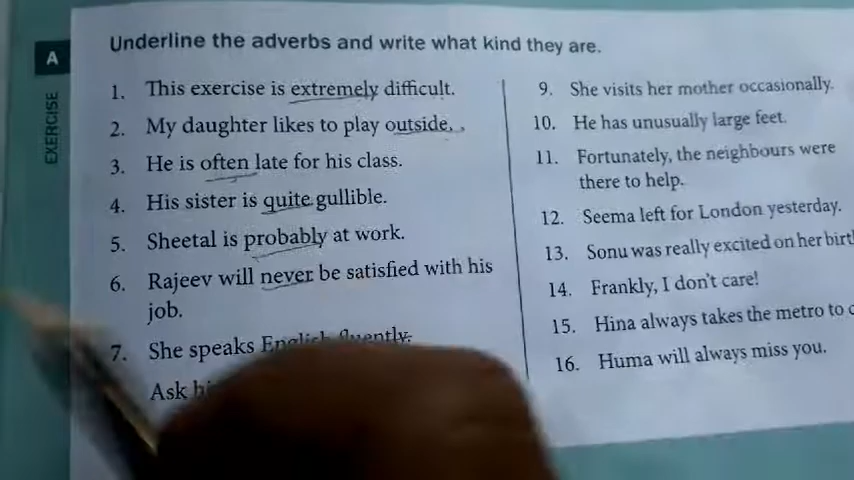 Underline the adverbs and write what kind they are.
A
EXERCISE
1. This exercise is extremely difficult.
2. My daughter likes to play outside.
3. He is often late for his class.
4. His sister is quite gullible.
5. Sheetal is probably at work.
6. Rajeev will never be satisfied with his
job.
7. She speaks English fluently.
Ask
9. She visits her mother occasionally.
10. He has unusually large feet.
11. Fortunately, the neighbours were
there to help.
12. Seema left for London yesterday.
13. Sonu was really excited on her birt
14. Frankly, I don't care!
15. Hina always takes the metro to
16. Huma will always miss you.